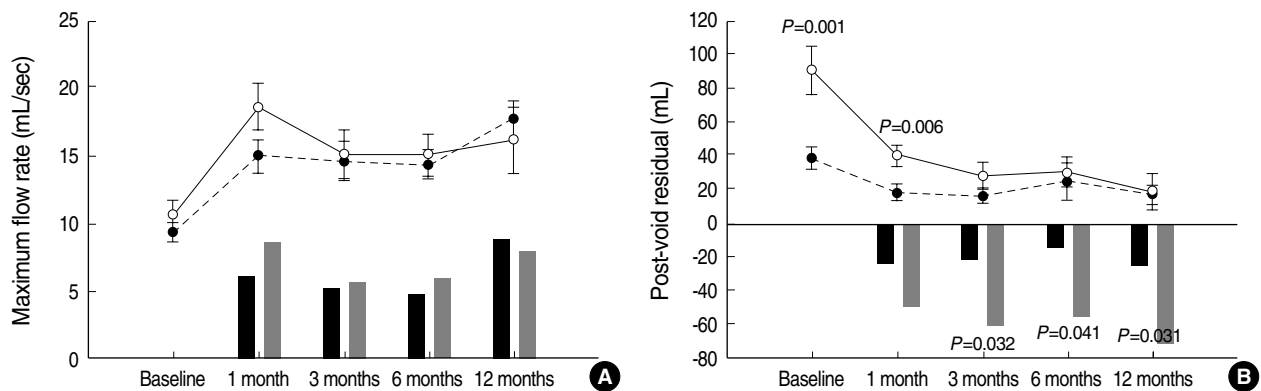 Maximum flow rate (mL/sec)
25
20
15
10
5
0
Baseline 1 month 3 months 6 months 12 months
A
Post-void residual (mL)
120
100
80
60
40
20
0
-20
-40
-60
-80
P=0.001
P=0.006
P=0.032
P=0.041
P=0.031
Baseline 1 month 3 months 6 months 12 months
B